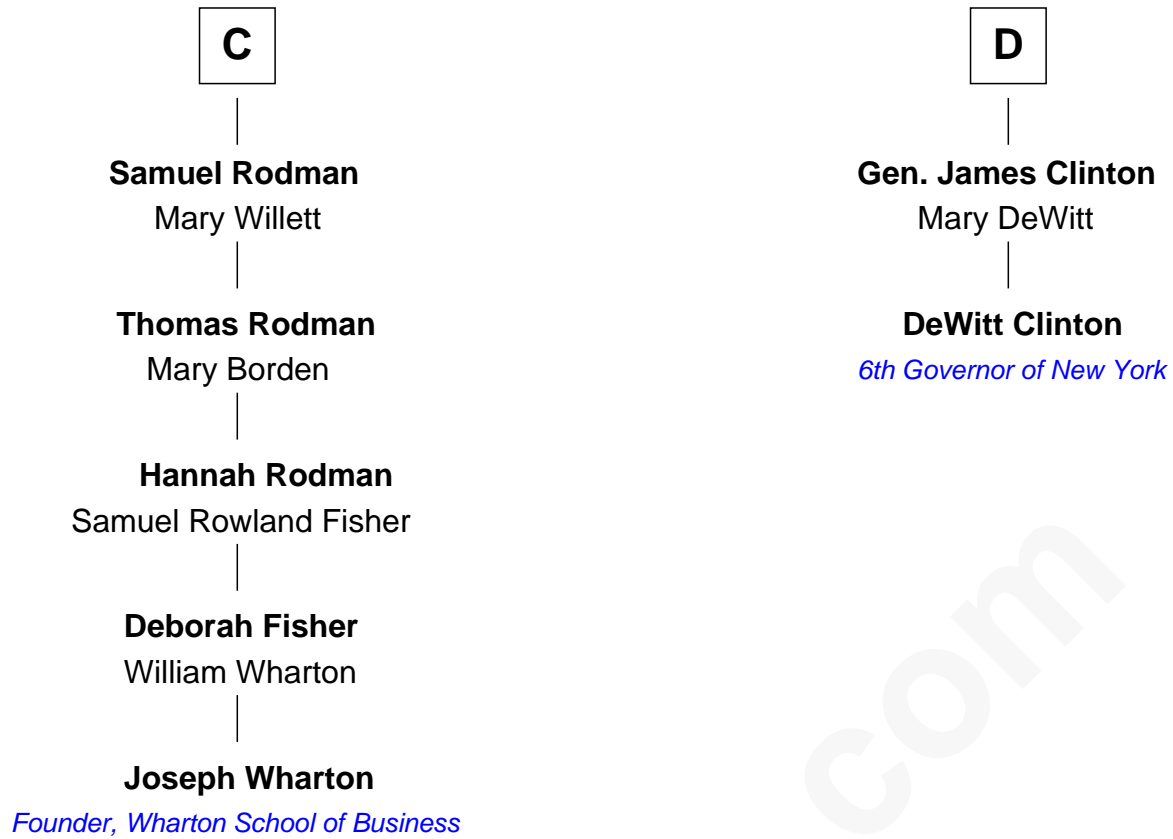 C
Samuel Rodman
Mary Willett
Thomas Rodman
Mary Borden
Hannah Rodman
Samuel Rowland Fisher
Deborah Fisher
William Wharton
Joseph Wharton
Founder, Wharton School of Business
D
Gen. James Clinton
Mary DeWitt
DeWitt Clinton
6th Governor of New York
com